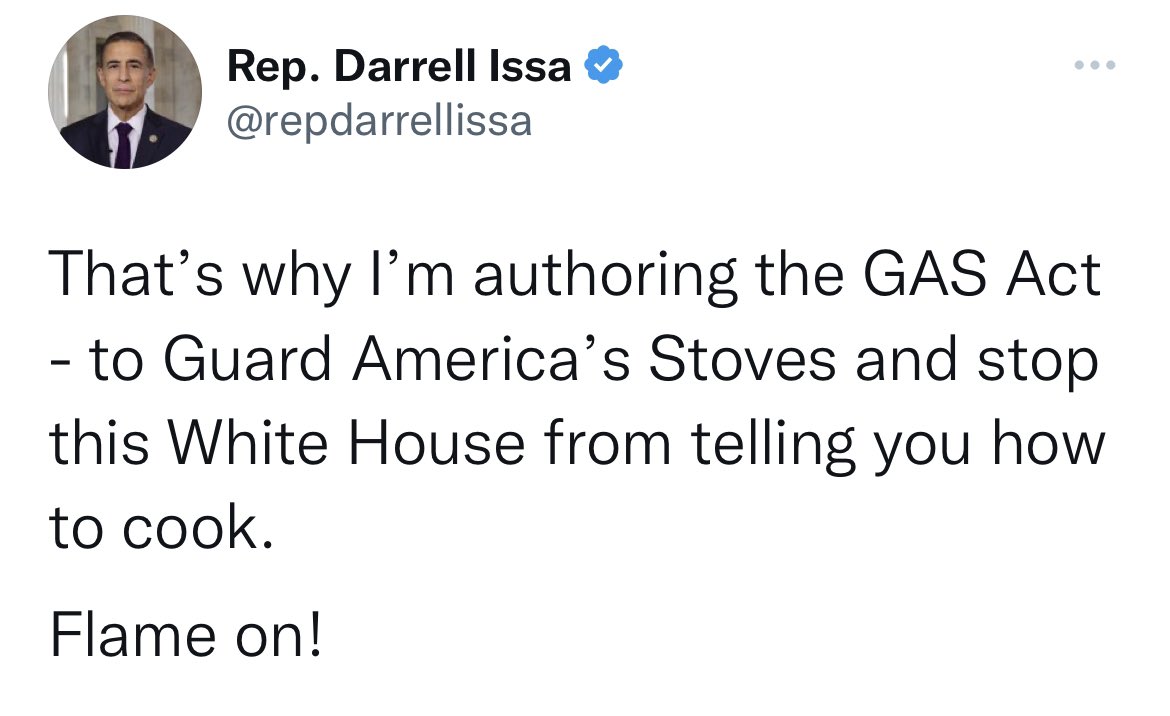 Rep. Darrell Issa
@repdarrellissa
That’s why I’m authoring the GAS Act
- to Guard America’s Stoves and stop
this White House from telling you how
to cook.
Flame on!